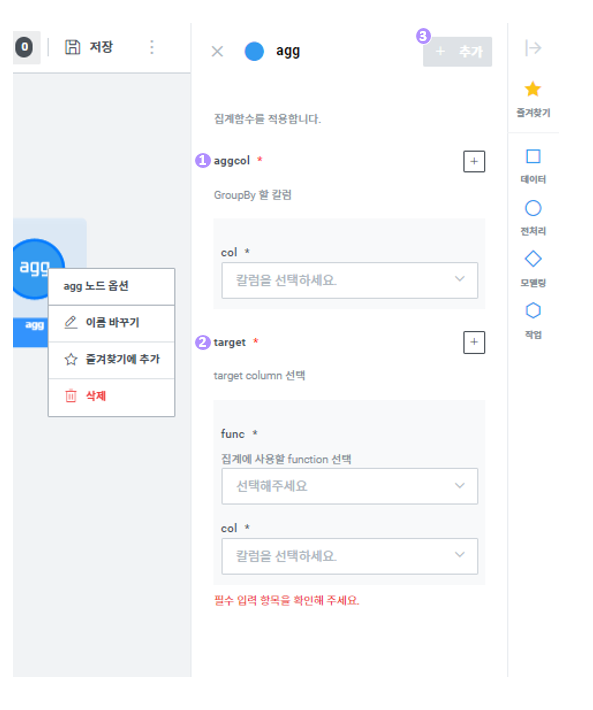 0
저장
agg
3
+ 추가
즐겨찾기
집계함수를 적용합니다.
1 aggcol *
+
GroupBy 할 칼럼
데이터
전처리
col *
칼럼을 선택하세요.
agg
agg 노드 옵션
모델링
agg
이름 바꾸기
작업
2 target *
+
즐겨찾기에 추가
target column 선택
삭제
func *
집계에 사용할 function 선택
선택해주세요
col *
칼럼을 선택하세요.
필수 입력 항목을 확인해 주세요.